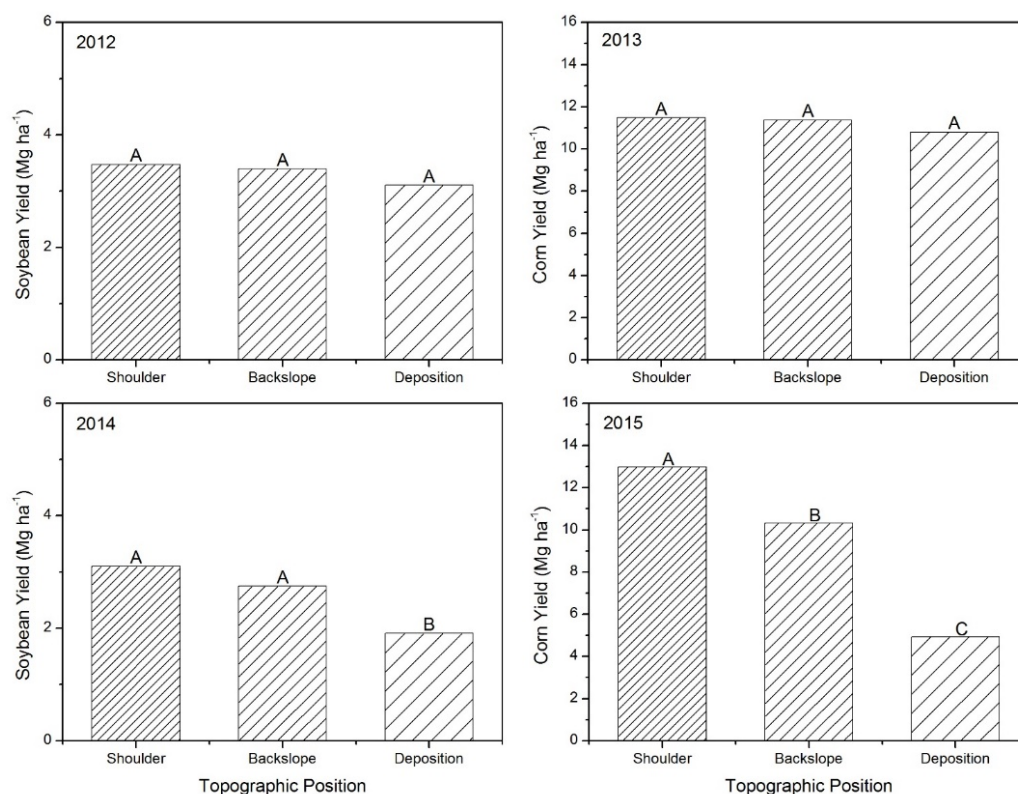 2012
Soybean Yield (Mg ha⁻¹)
6
4
2
0
A
A
A
Shoulder
Backslope
Deposition
2013
Corn Yield (Mg ha⁻¹)
16
14
12
10
8
6
4
2
0
A
A
A
Shoulder
Backslope
Deposition
2014
Soybean Yield (Mg ha⁻¹)
6
4
2
0
A
A
B
Shoulder
Backslope
Deposition
Topographic Position
2015
Corn Yield (Mg ha⁻¹)
16
14
12
10
8
6
4
2
0
A
B
C
Shoulder
Backslope
Deposition
Topographic Position